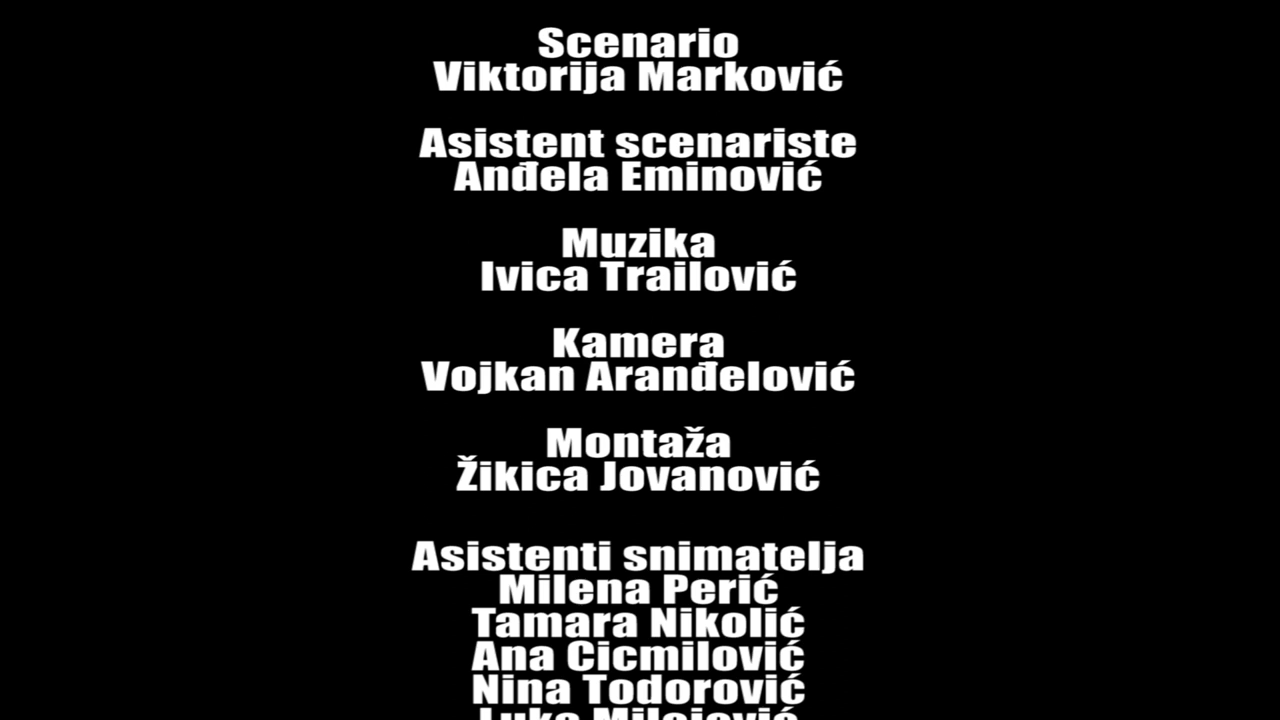 Scenario
Viktorija Marković
Asistent scenariste
Anđela Eminović
Muzika
Ivica Trailović
Kamera
Vojkan Aranđelović
Montaža
Žikica Jovanović
Asistenti snimatelja
Milena Perić
Tamara Nikolić
Ana Cicmilović
Nina Todorović
Luka